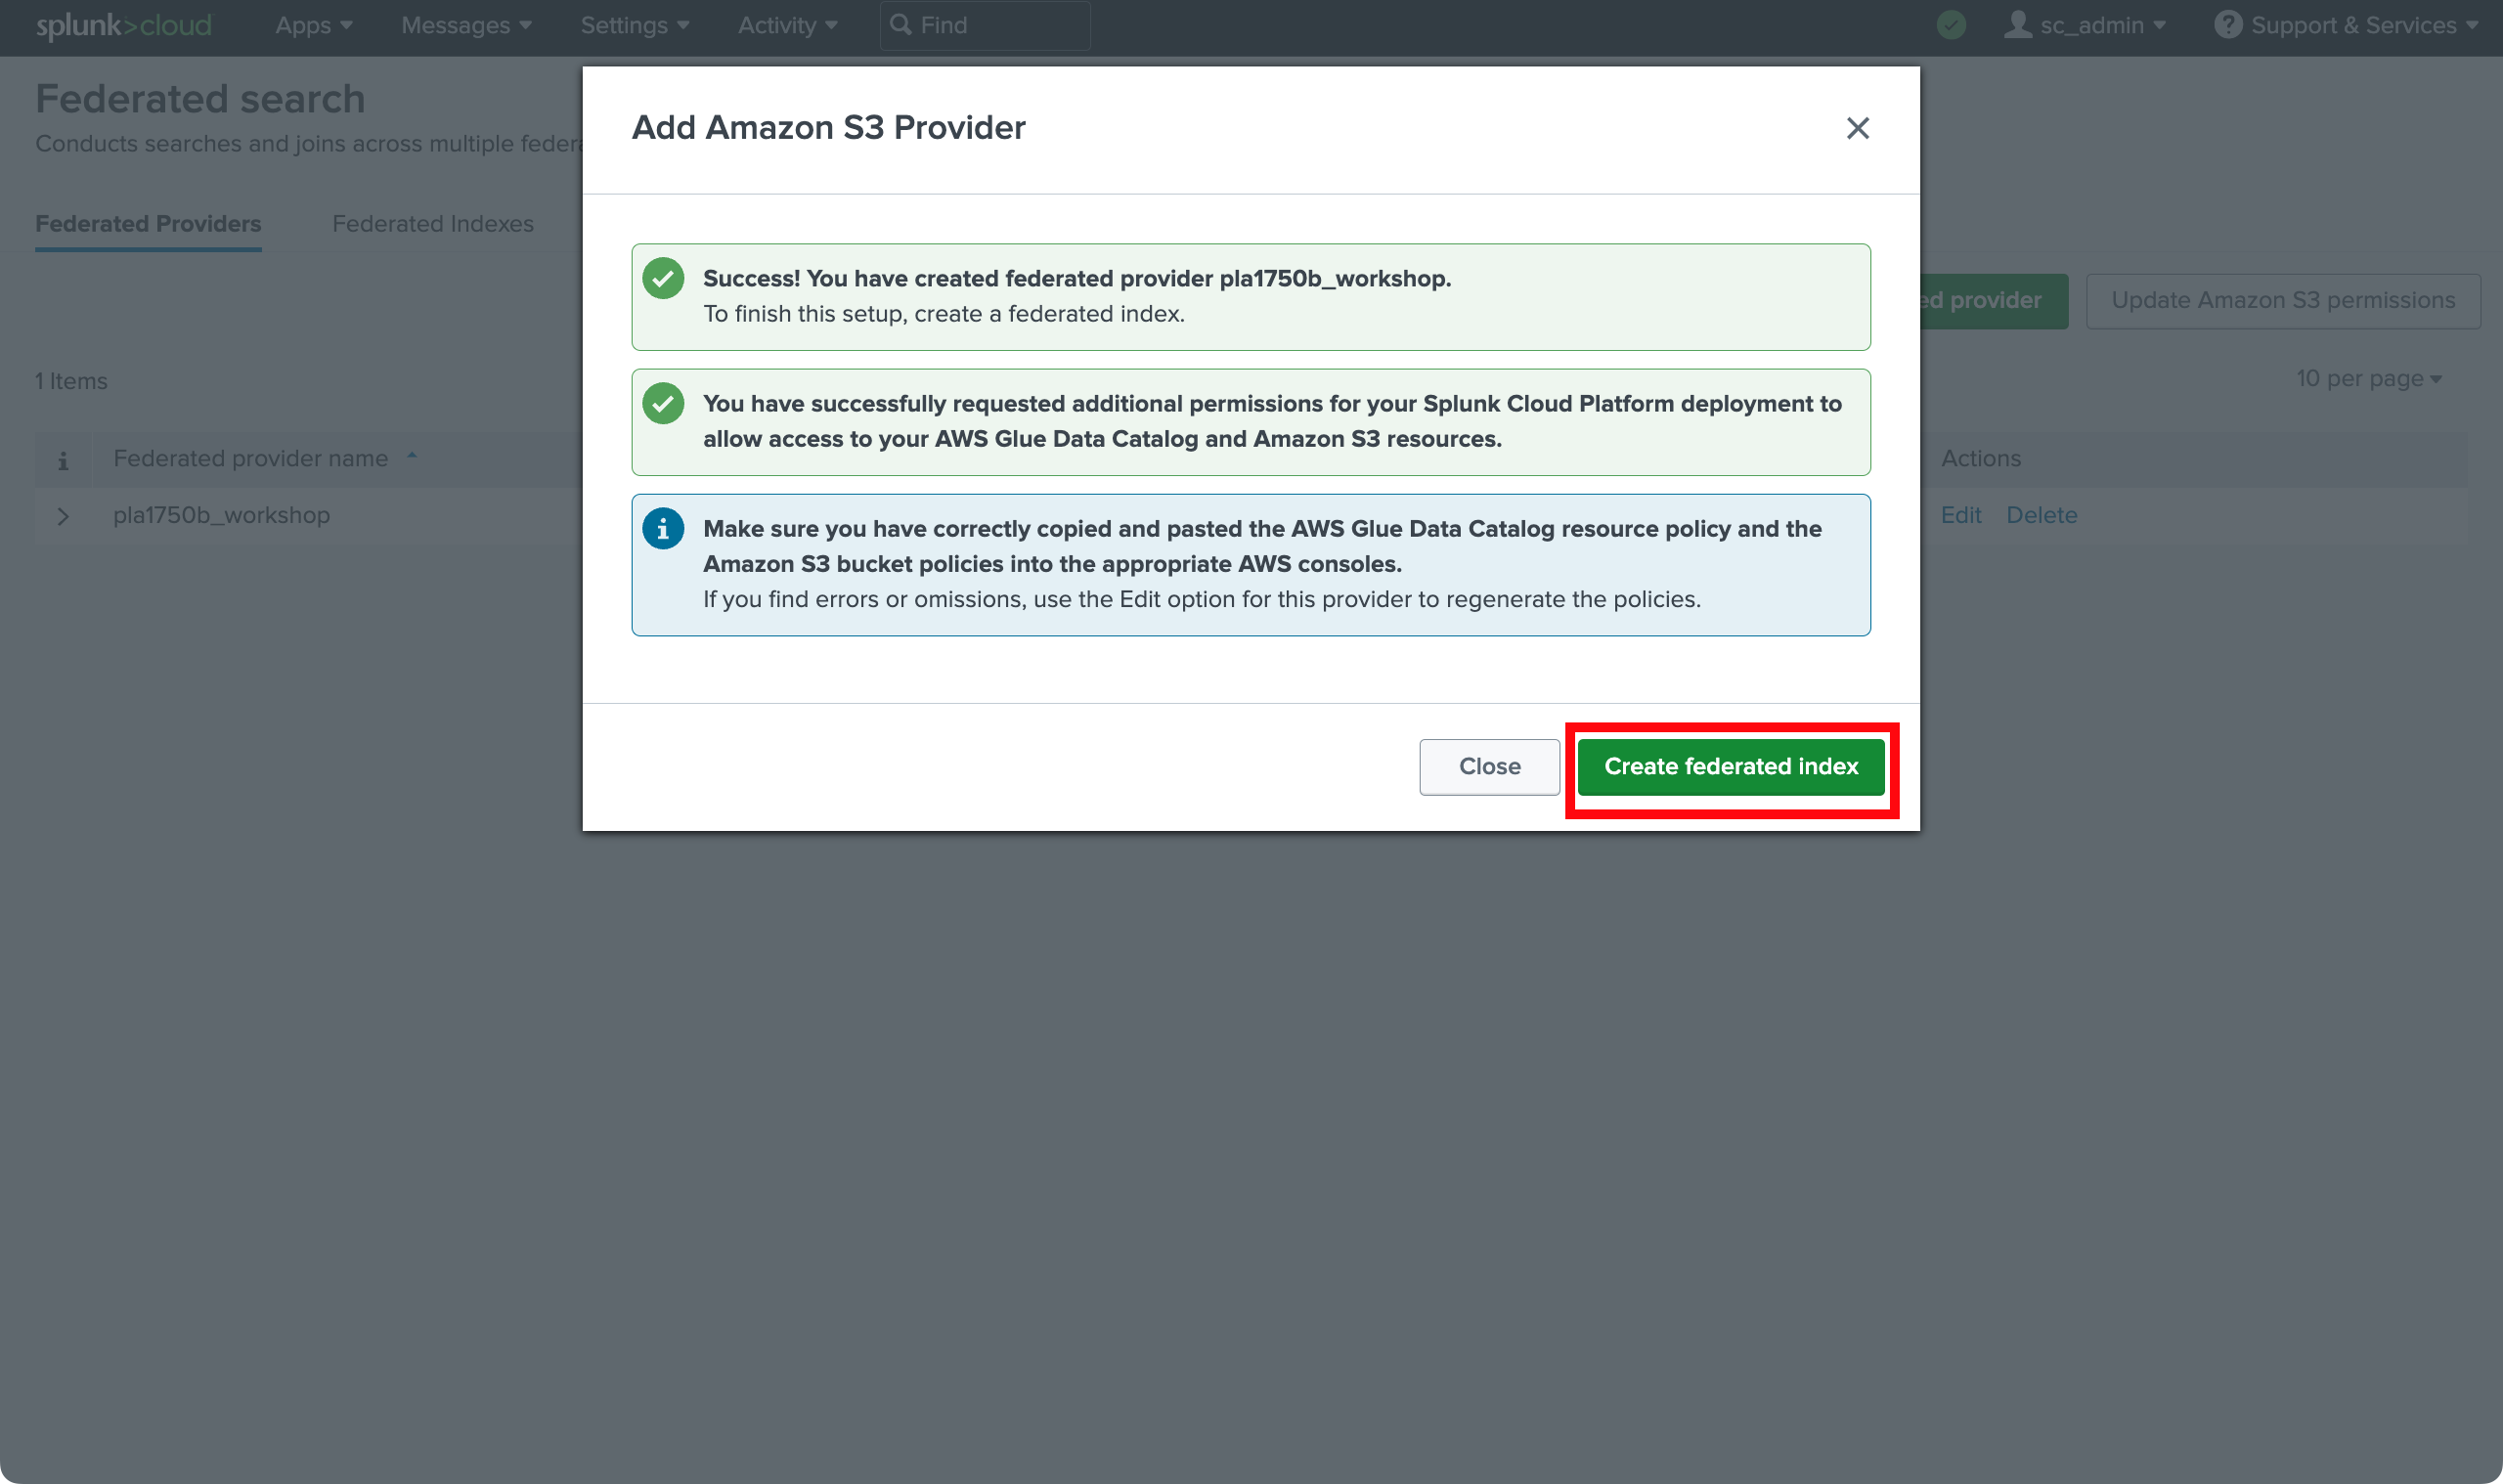 splunk>cloud Apps Messages Settings Activity Find sc_admin Support & Services
Federated search
Conducts searches and joins across multiple federa
Federated Providers Federated Indexes
ed provider Update Amazon S3 permissions
1 Items 10 per page
i Federated provider name Actions
pla1750b_workshop Edit Delete
Add Amazon S3 Provider
Success! You have created federated provider pla1750b_workshop.
To finish this setup, create a federated index.
You have successfully requested additional permissions for your Splunk Cloud Platform deployment to
allow access to your AWS Glue Data Catalog and Amazon S3 resources.
Make sure you have correctly copied and pasted the AWS Glue Data Catalog resource policy and the
Amazon S3 bucket policies into the appropriate AWS consoles.
If you find errors or omissions, use the Edit option for this provider to regenerate the policies.
Close Create federated index